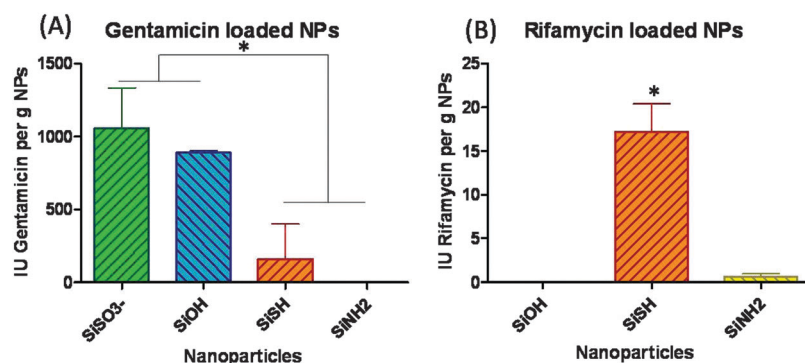 (A)
Gentamicin loaded NPs
*
IU Gentamicin per g NPs
1500
1000
500
0
SiSO3-
SiOH
SiSH
SiNH2
Nanoparticles
(B)
Rifamycin loaded NPs
*
IU Rifamycin per g NPs
25
20
15
10
5
0
SiOH
SiSH
SiNH2
Nanoparticles